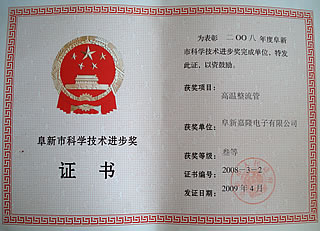 阜新市科学技术进步奖
证书
为表彰 二OO八 年度阜新
市科学技术进步奖完成单位，特发
此证，以资鼓励。
获奖项目：
高温整流管
获奖单位：阜新嘉隆电子有限公司
获奖等级：叁等
证书编号：2008-3-2
发证日期：2009年4月